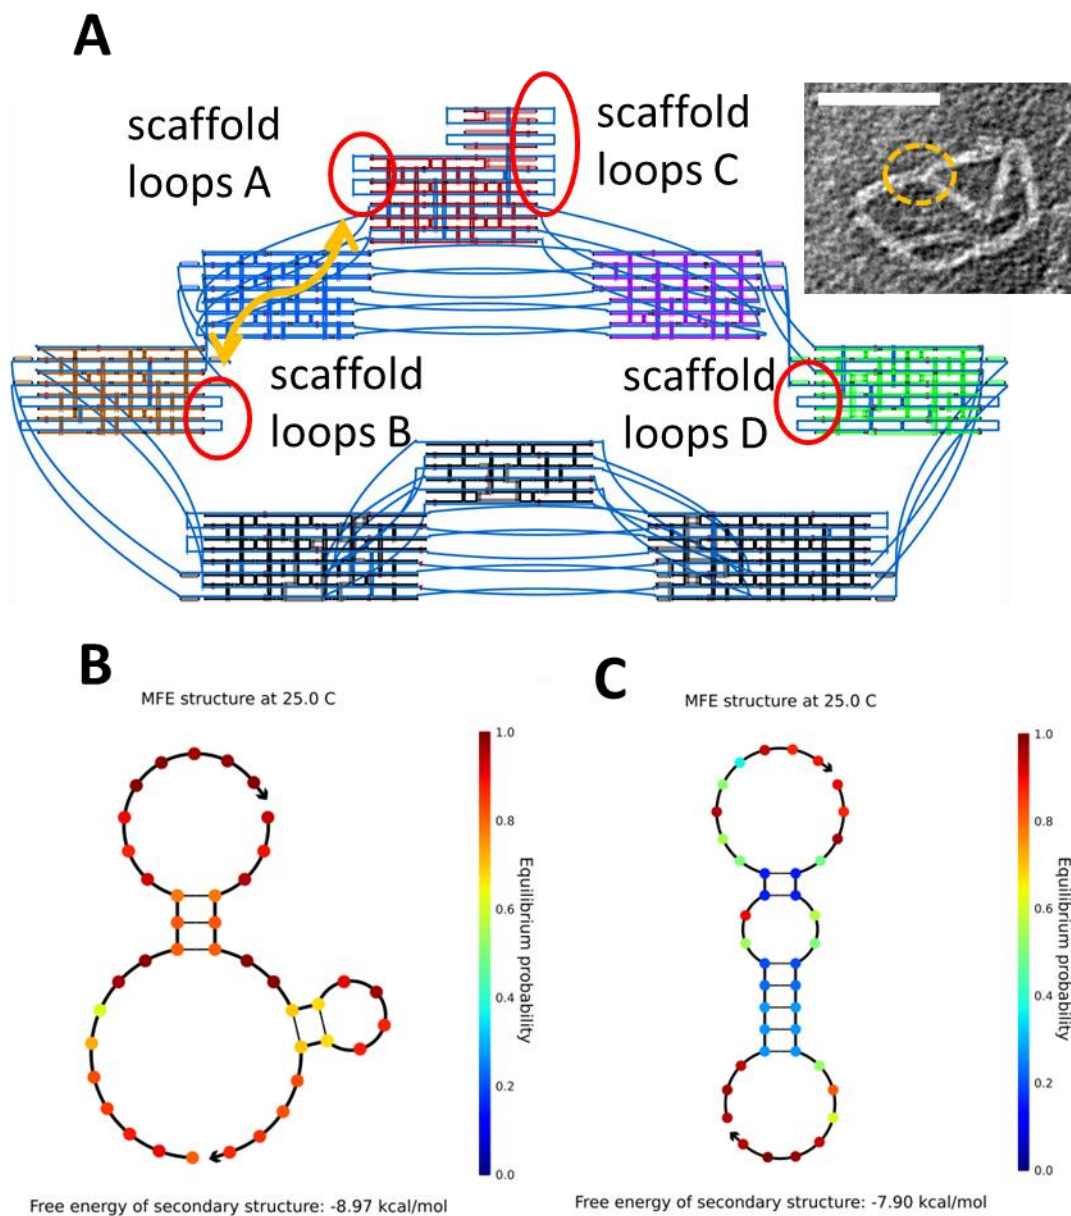 A
scaffold
loops A
scaffold
loops C
scaffold
loops B
scaffold
loops D
B
MFE structure at 25.0 C
1.0
0.8
0.6
0.4
0.2
0.0
Equilibrium probability
Free energy of secondary structure: -8.97 kcal/mol
C
MFE structure at 25.0 C
1.0
0.8
0.6
0.4
0.2
0.0
Equilibrium probability
Free energy of secondary structure: -7.90 kcal/mol